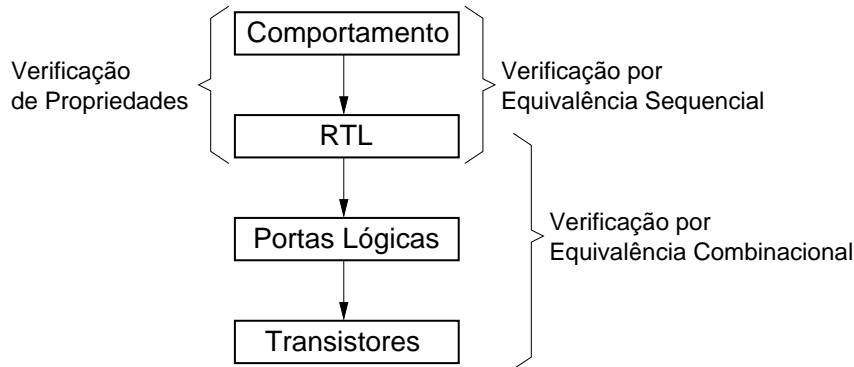 Comportamento
Verificação
de Propriedades
Verificação por
Equivalência Sequencial
RTL
Portas Lógicas
Verificação por
Equivalência Combinacional
Transistores